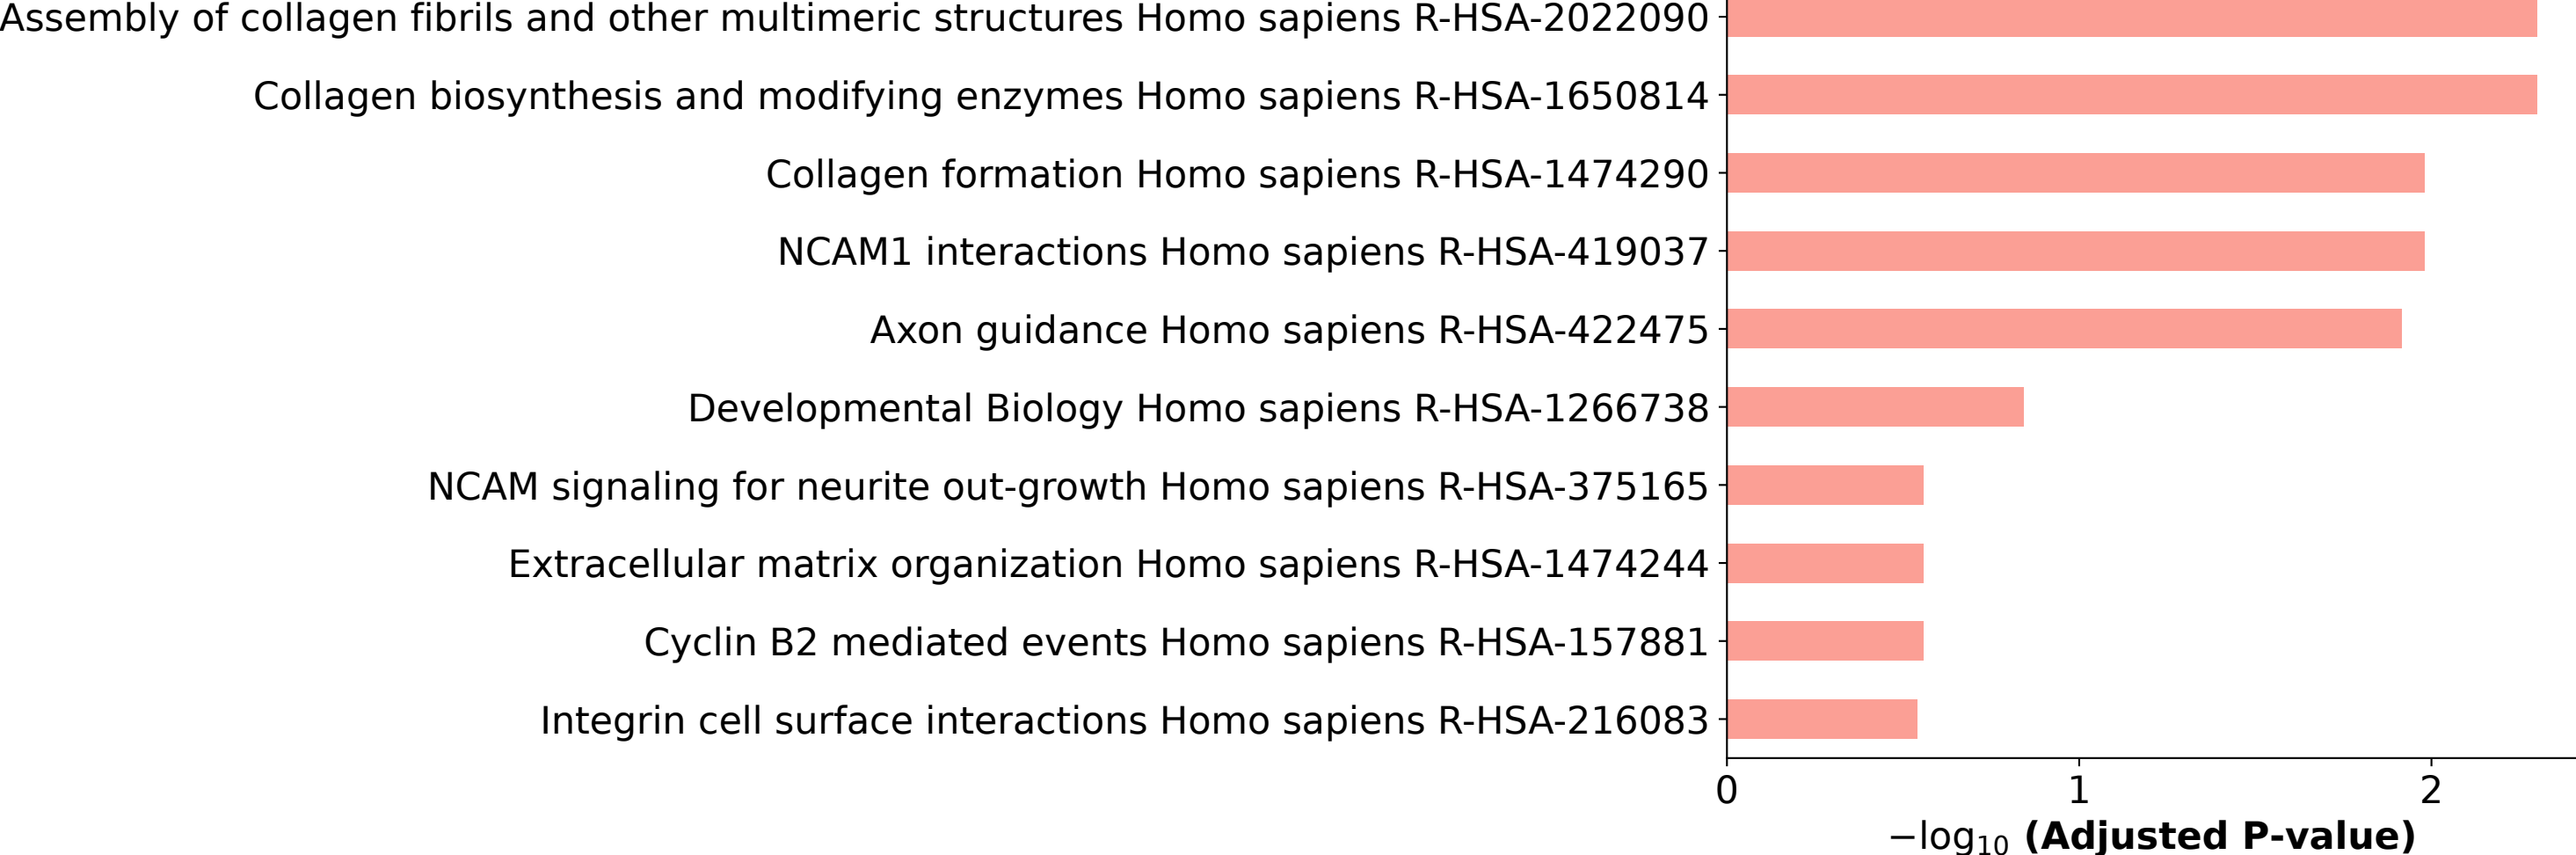 Assembly of collagen fibrils and other multimeric structures Homo sapiens R-HSA-2022090
Collagen biosynthesis and modifying enzymes Homo sapiens R-HSA-1650814
Collagen formation Homo sapiens R-HSA-1474290
NCAM1 interactions Homo sapiens R-HSA-419037
Axon guidance Homo sapiens R-HSA-422475
Developmental Biology Homo sapiens R-HSA-1266738
NCAM signaling for neurite out-growth Homo sapiens R-HSA-375165
Extracellular matrix organization Homo sapiens R-HSA-1474244
Cyclin B2 mediated events Homo sapiens R-HSA-157881
Integrin cell surface interactions Homo sapiens R-HSA-216083
0 1 2
−log₁₀ (Adjusted P-value)